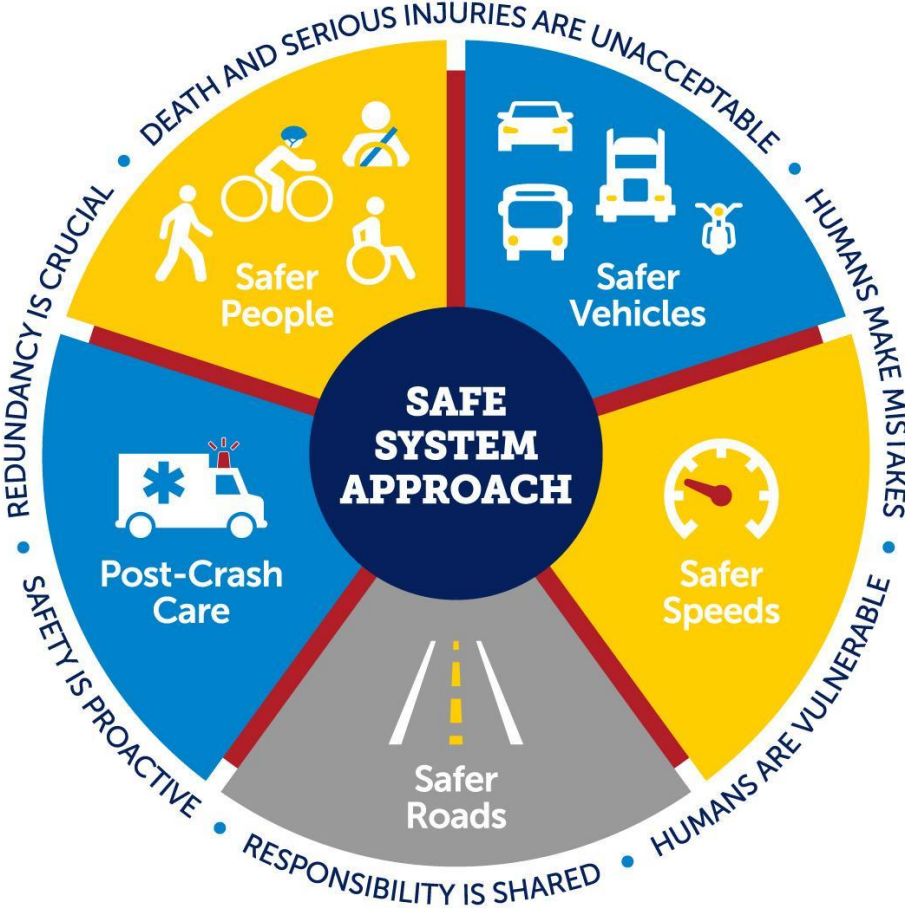 DEATH AND SERIOUS INJURIES ARE UNACCEPTABLE
HUMANS MAKE MISTAKES
HUMANS ARE VULNERABLE
RESPONSIBILITY IS SHARED
SAFETY IS PROACTIVE
REDUNDANCY IS CRUCIAL
Safer
People
Safer
Vehicles
SAFE
SYSTEM
APPROACH
Post-Crash
Care
Safer
Speeds
Safer
Roads